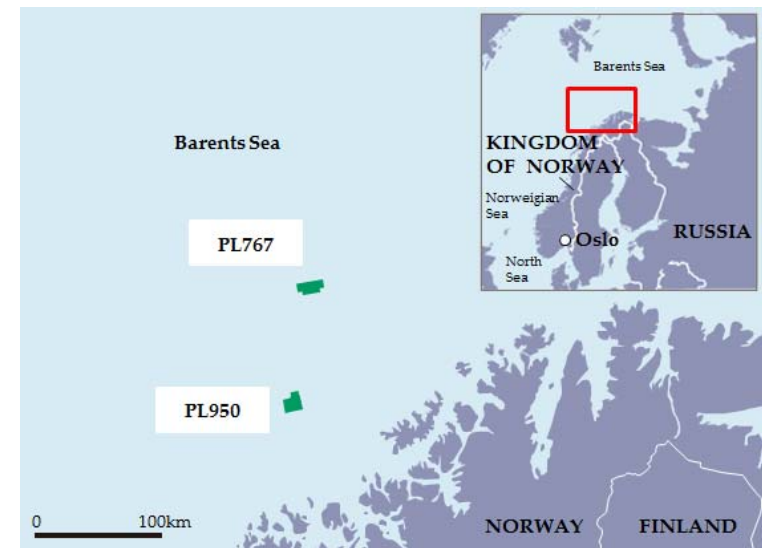 Barents Sea
PL767
PL950
0 100km
NORWAY
FINLAND
Barents Sea
KINGDOM
OF NORWAY
Norweigian
Sea
Oslo
RUSSIA
North
Sea